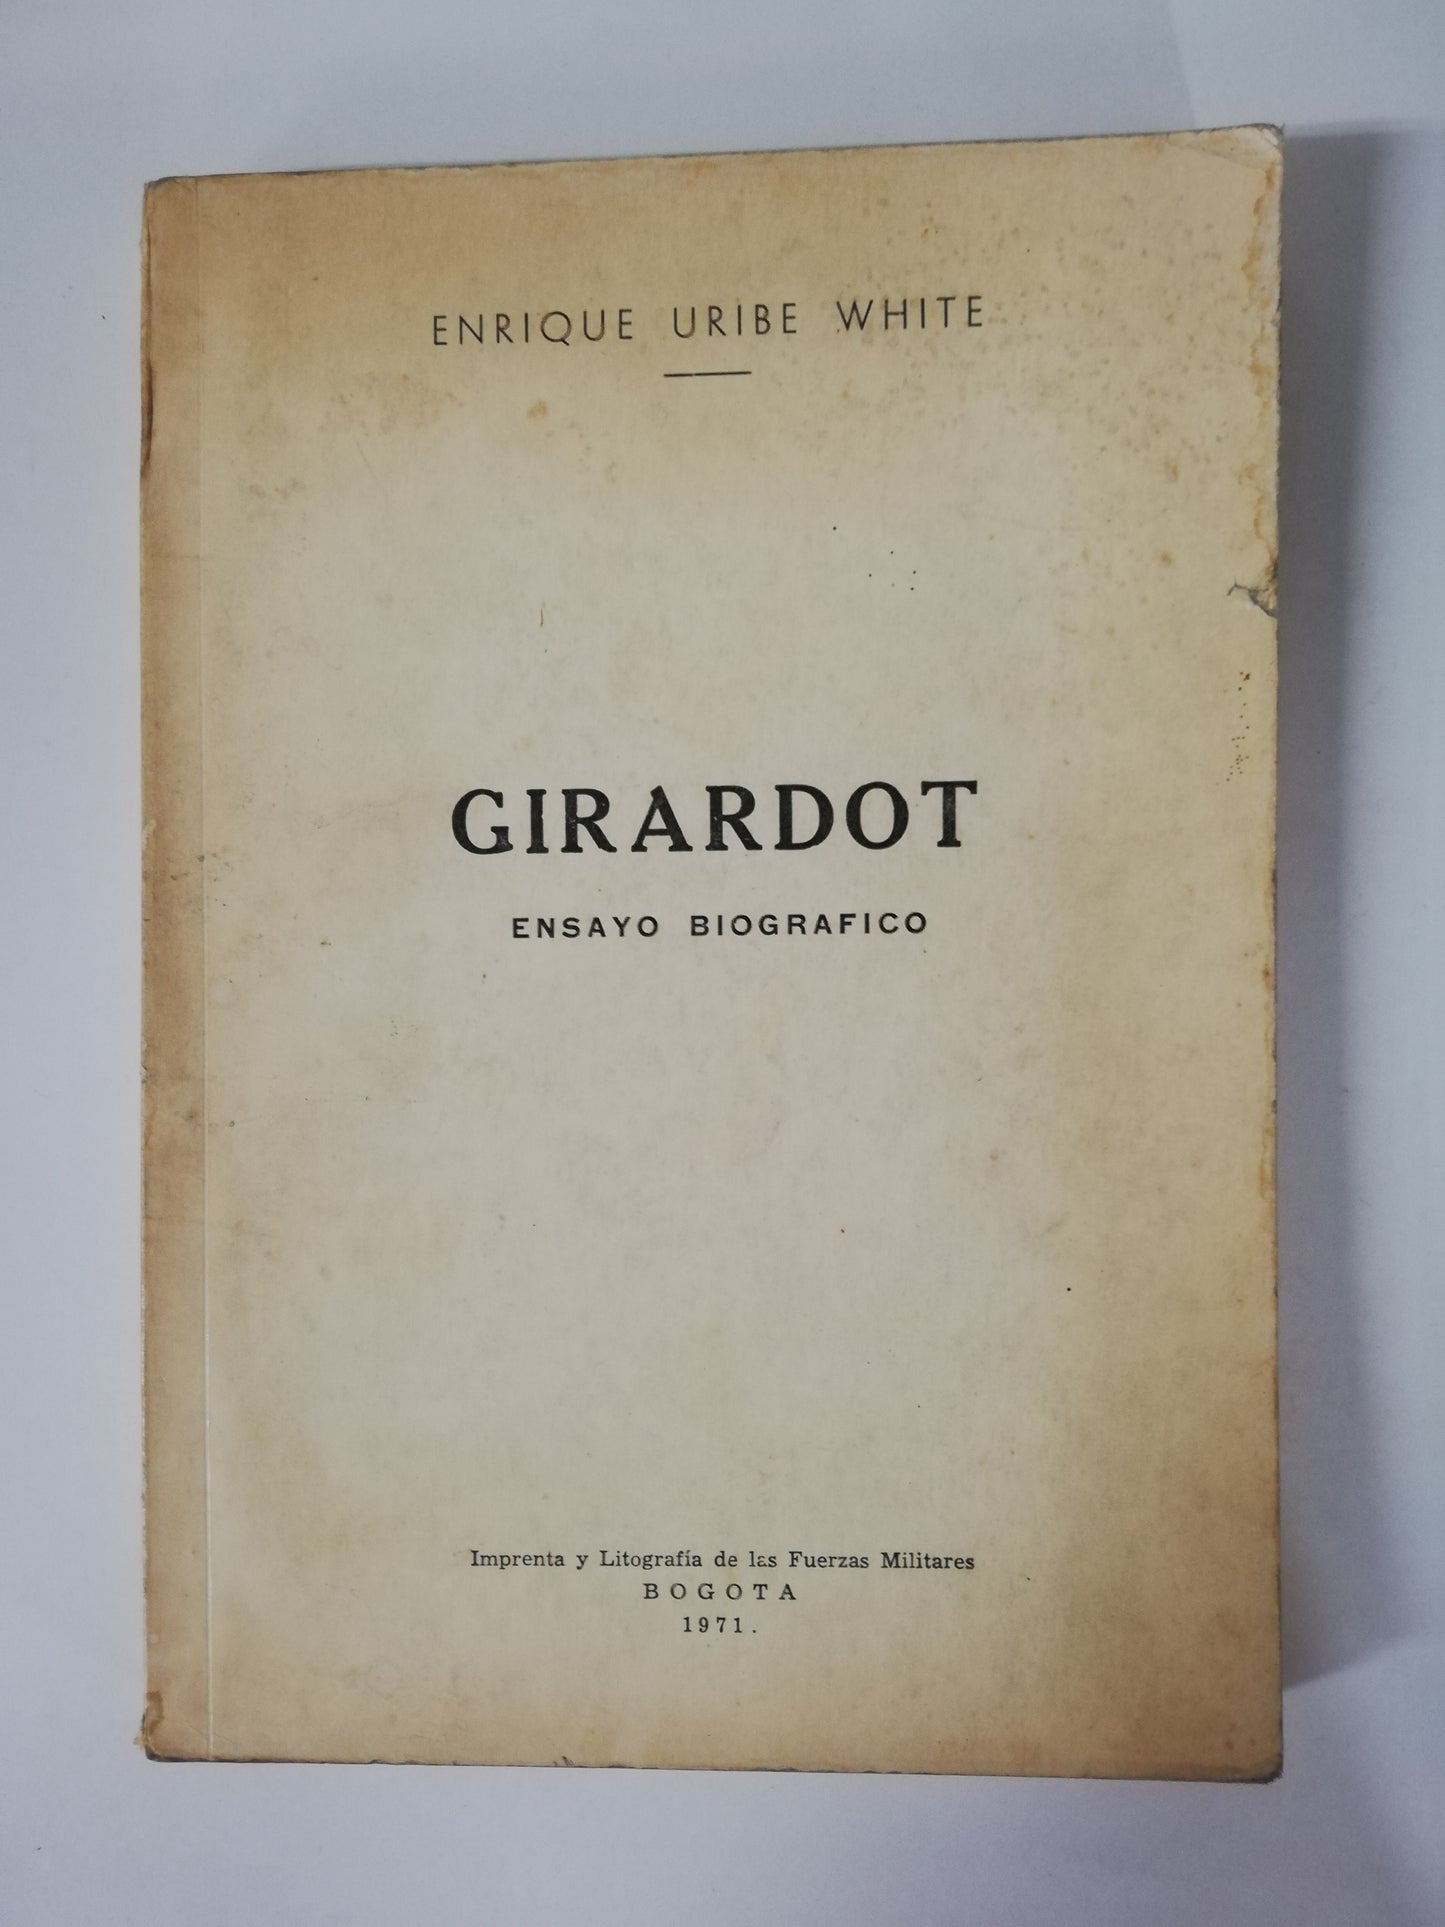 ENRIQUE URIBE WHITE
GIRARDOT
ENSAYO BIOGRAFICO
Imprenta y Litografía de las Fuerzas Militares
BOGOTA
1971.